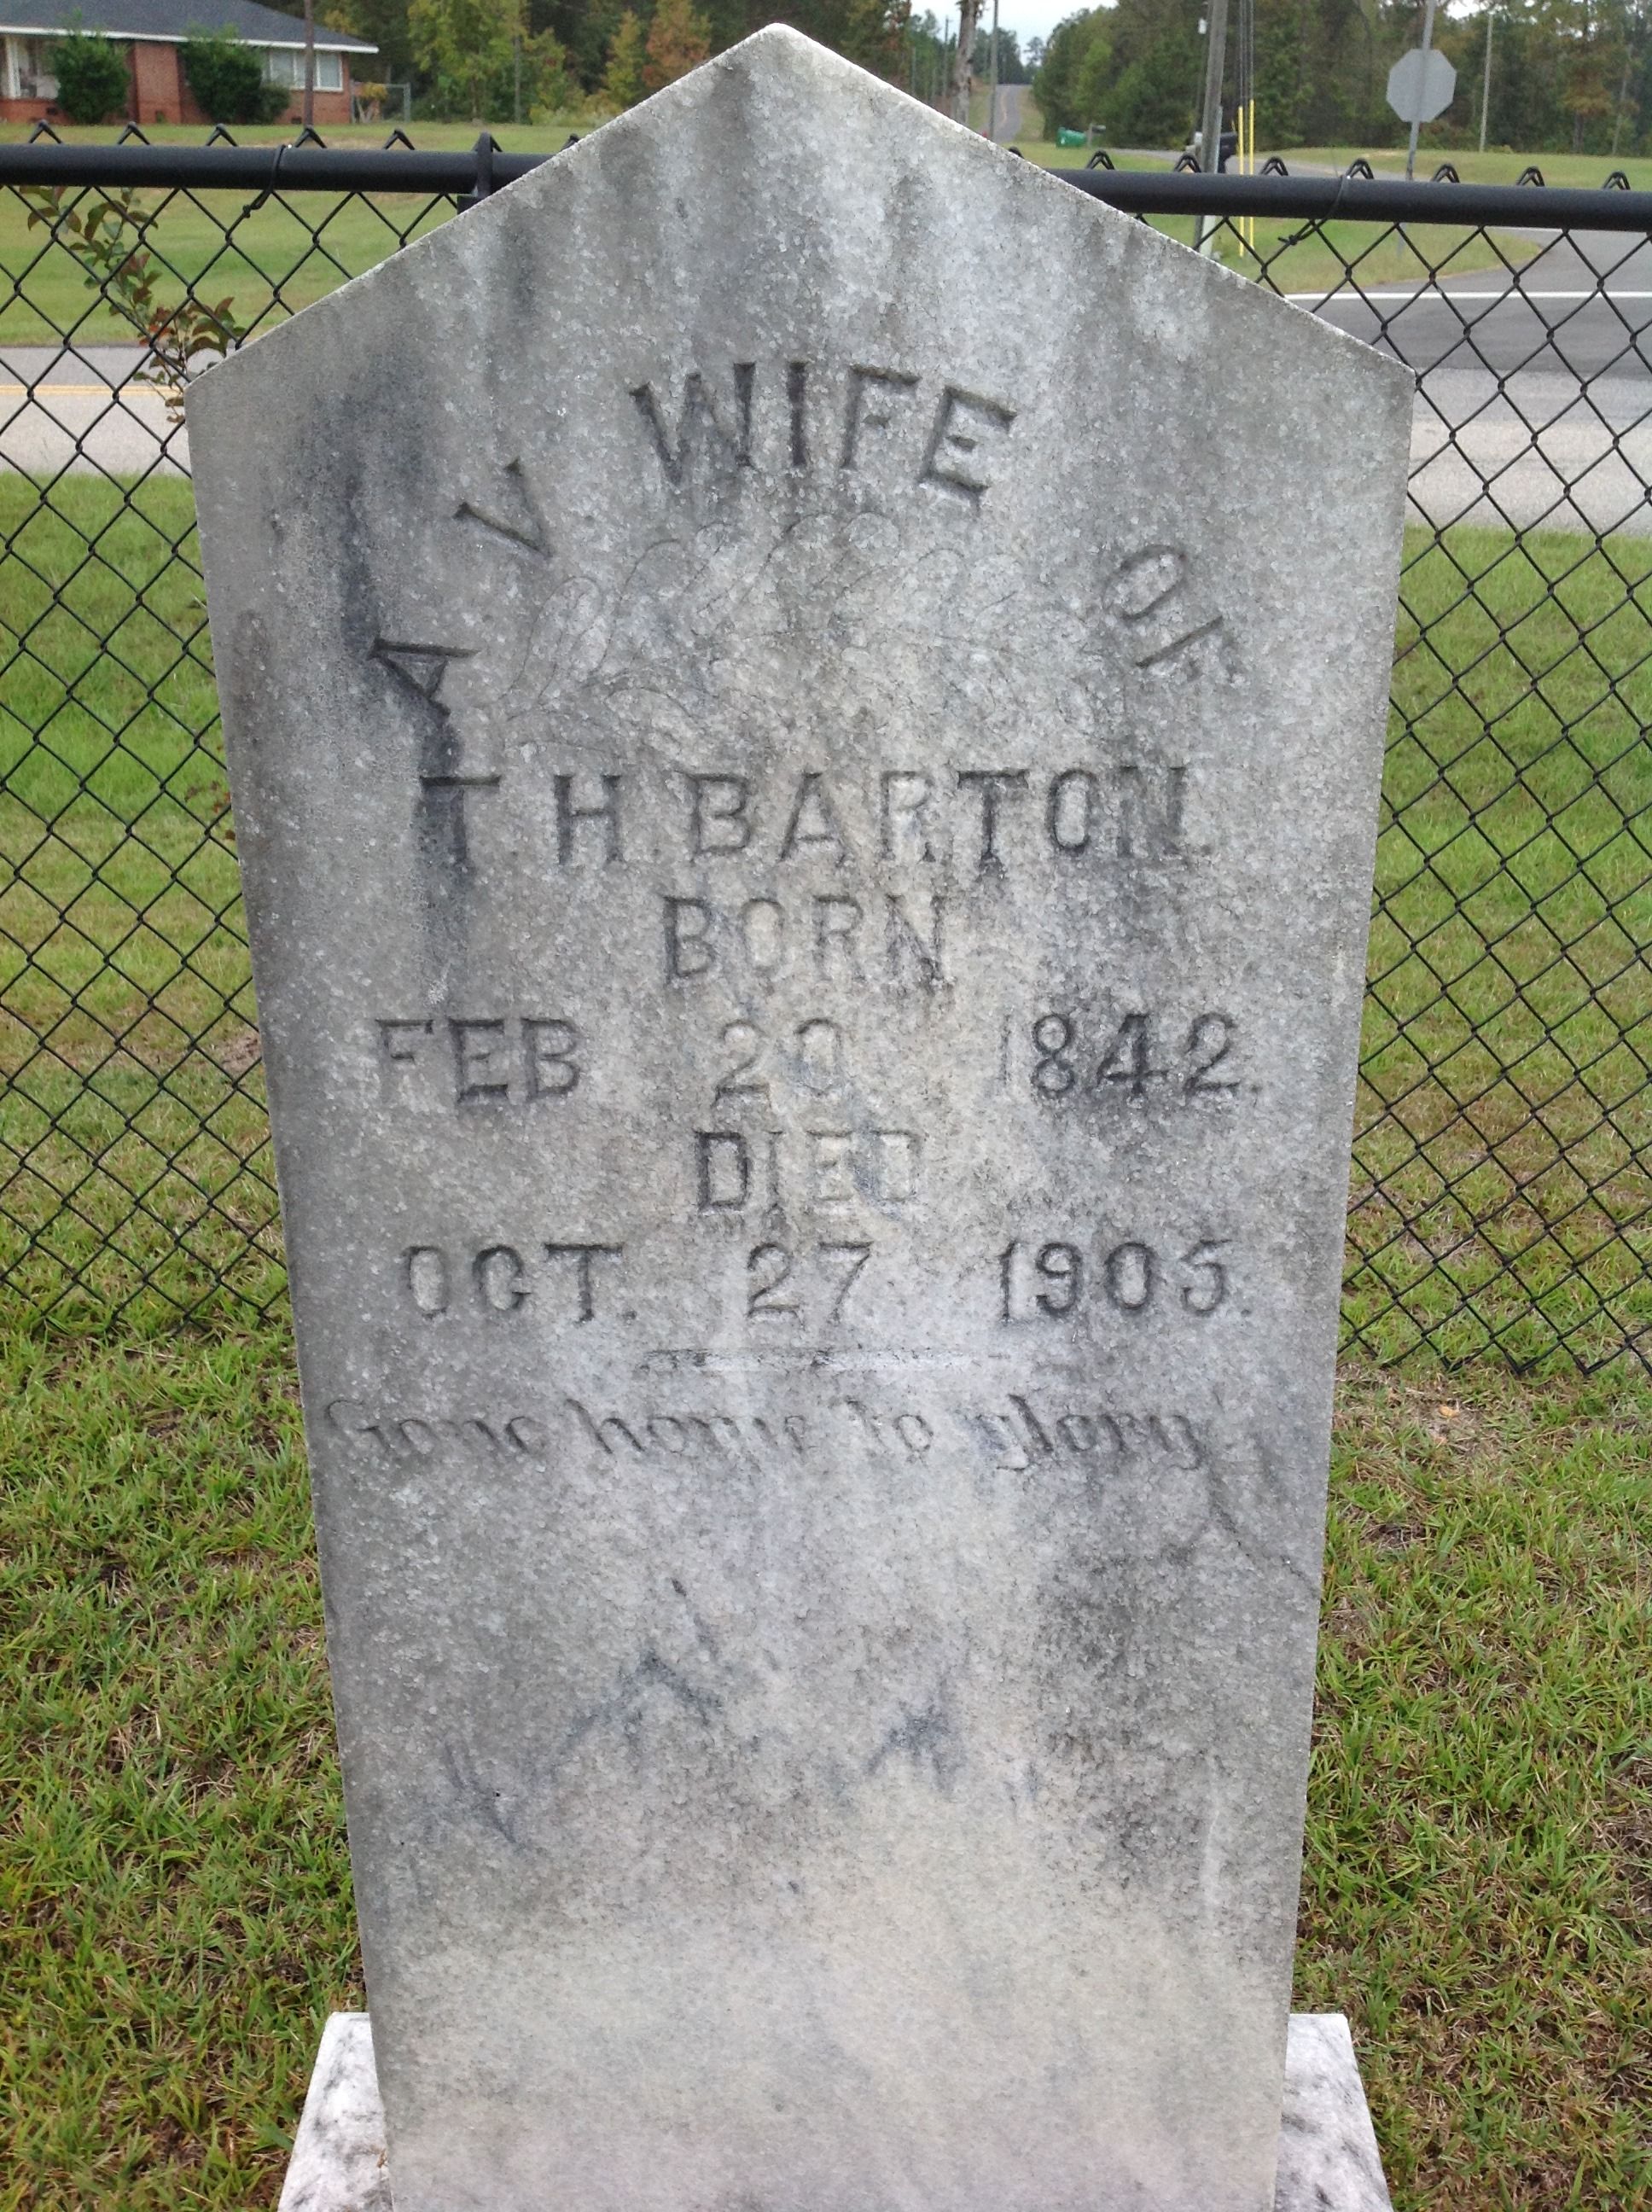 A V WIFE OF
T H. BARTON.
BORN
FEB 20 1842.
DIED
OCT. 27 1905.
Gone home to glory